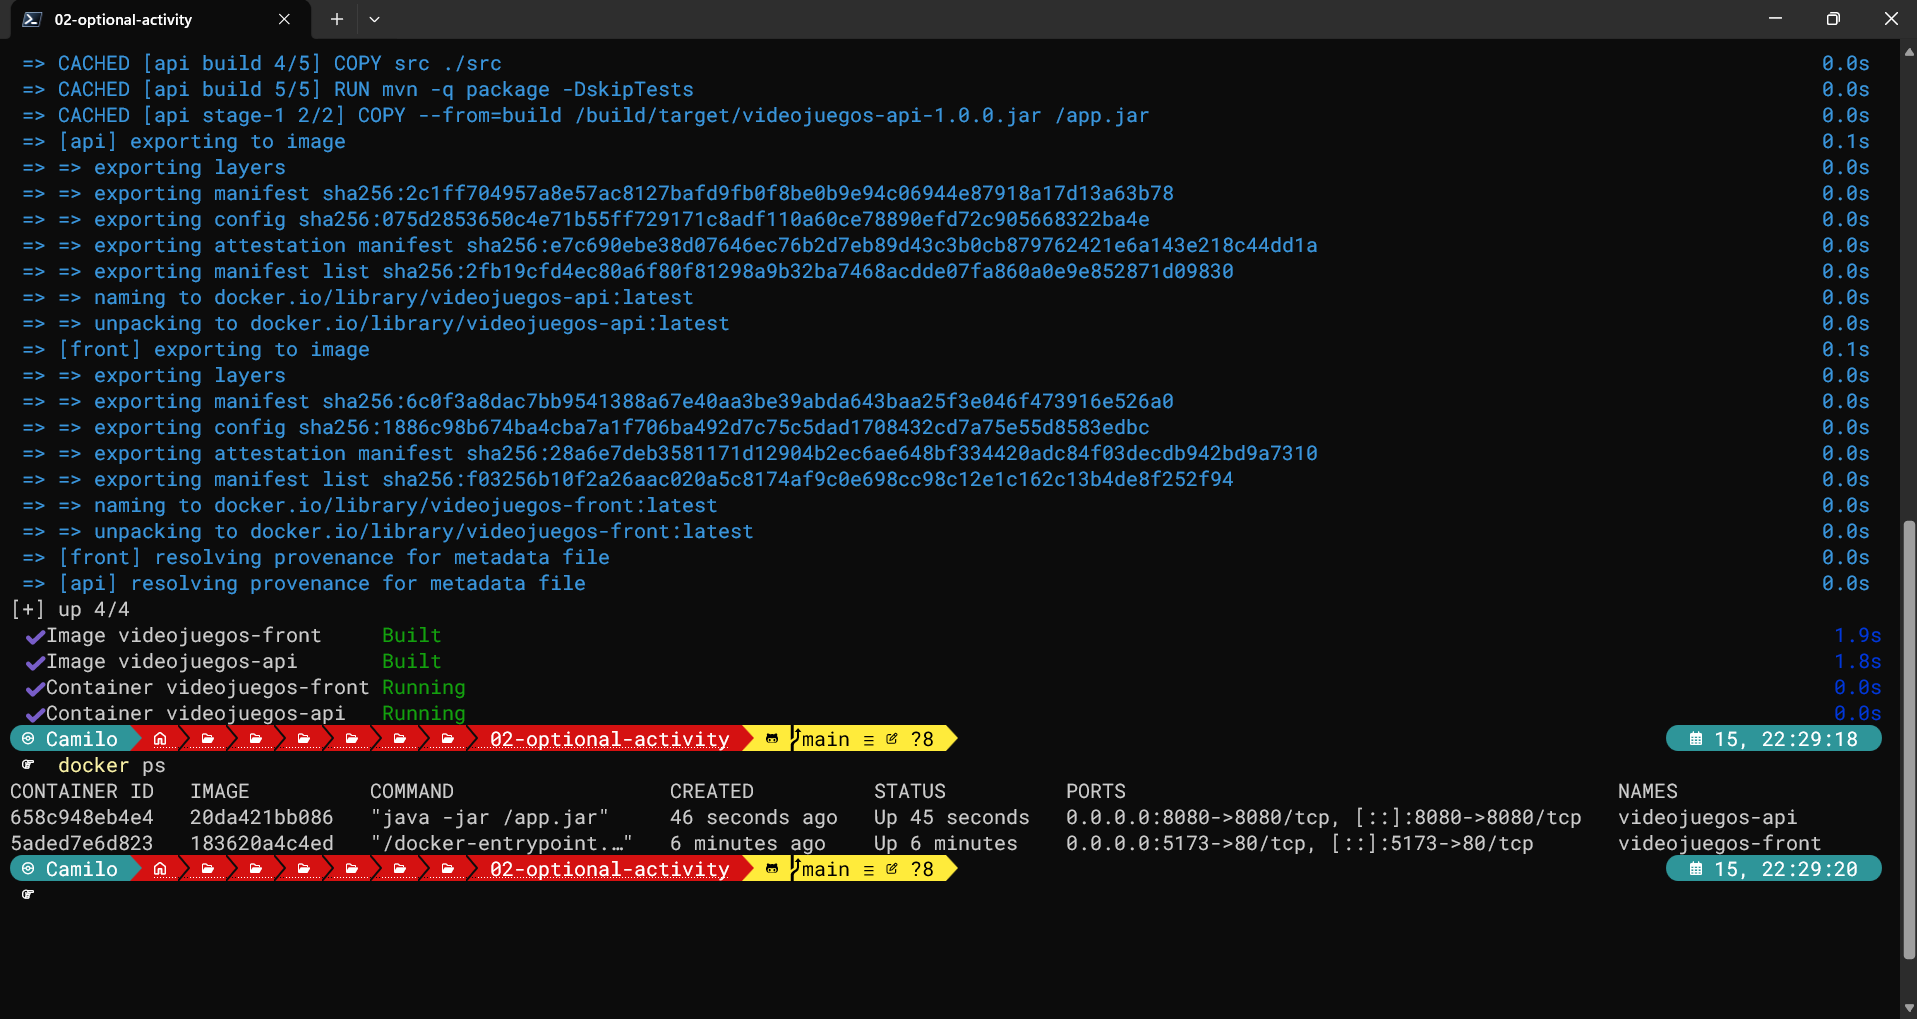 02-optional-activity
=> CACHED [api build 4/5] COPY src ./src 0.0s
=> CACHED [api build 5/5] RUN mvn -q package -DskipTests 0.0s
=> CACHED [api stage-1 2/2] COPY --from=build /build/target/videojuegos-api-1.0.0.jar /app.jar 0.0s
=> [api] exporting to image 0.1s
=> => exporting layers 0.0s
=> => exporting manifest sha256:2c1ff704957a8e57ac8127bafd9fb0f8be0b9e94c06944e87918a17d13a63b78 0.0s
=> => exporting config sha256:075d2853650c4e71b55ff729171c8adf110a60ce78890efd72c905668322ba4e 0.0s
=> => exporting attestation manifest sha256:e7c690ebe38d07646ec76b2d7eb89d43c3b0cb879762421e6a143e218c44dd1a 0.0s
=> => exporting manifest list sha256:2fb19cfd4ec80a6f80f81298a9b32ba7468acdde07fa860a0e9e852871d09830 0.0s
=> => naming to docker.io/library/videojuegos-api:latest 0.0s
=> => unpacking to docker.io/library/videojuegos-api:latest 0.0s
=> [front] exporting to image 0.1s
=> => exporting layers 0.0s
=> => exporting manifest sha256:6c0f3a8dac7bb9541388a67e40aa3be39abda643baa25f3e046f473916e526a0 0.0s
=> => exporting config sha256:1886c98b674ba4cba7a1f706ba492d7c75c5dad1708432cd7a75e55d8583edbc 0.0s
=> => exporting attestation manifest sha256:28a6e7deb3581171d12904b2ec6ae648bf334420adc84f03decdb942bd9a7310 0.0s
=> => exporting manifest list sha256:f03256b10f2a26aac020a5c8174af9c0e698cc98c12e1c162c13b4de8f252f94 0.0s
=> => naming to docker.io/library/videojuegos-front:latest 0.0s
=> => unpacking to docker.io/library/videojuegos-front:latest 0.0s
=> [front] resolving provenance for metadata file 0.0s
=> [api] resolving provenance for metadata file 0.0s
[+] up 4/4
Image videojuegos-front Built 1.9s
Image videojuegos-api Built 1.8s
Container videojuegos-front Running 0.0s
Container videojuegos-api Running 0.0s
Camilo 02-optional-activity main ≡ ?8 15, 22:29:18
docker ps
CONTAINER ID IMAGE COMMAND CREATED STATUS PORTS NAMES
658c948eb4e4 20da421bb086 "java -jar /app.jar" 46 seconds ago Up 45 seconds 0.0.0.0:8080->8080/tcp, [::]:8080->8080/tcp videojuegos-api
5aded7e6d823 183620a4c4ed "/docker-entrypoint.…" 6 minutes ago Up 6 minutes 0.0.0.0:5173->80/tcp, [::]:5173->80/tcp videojuegos-front
Camilo 02-optional-activity main ≡ ?8 15, 22:29:20